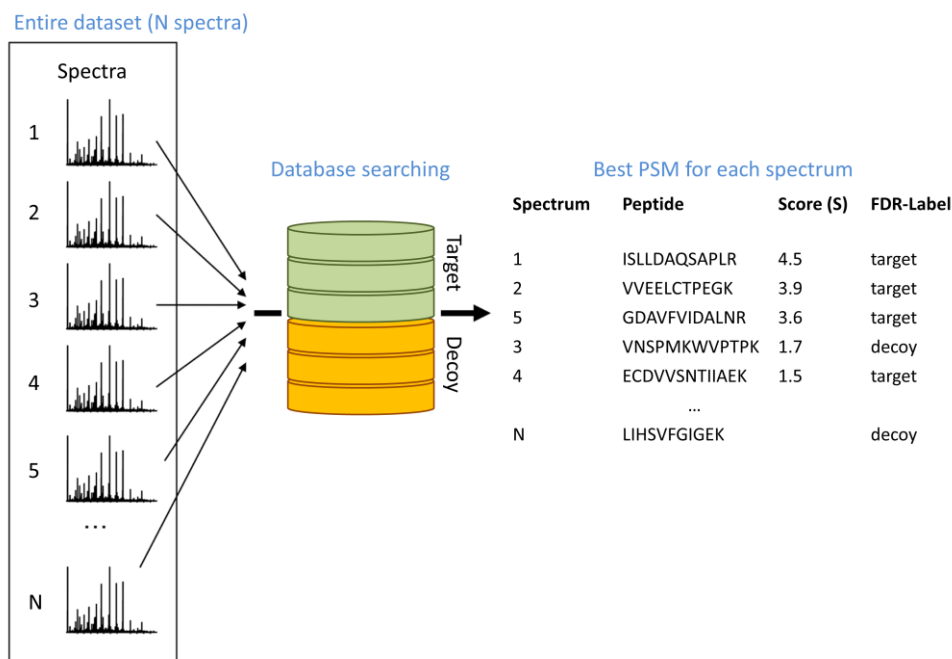 Entire dataset (N spectra)
Spectra
1
2
3
4
5
...
N
Database searching
Target
Decoy
Best PSM for each spectrum
Spectrum Peptide Score (S) FDR-Label
1 ISLLDAQSAPLR 4.5 target
2 VVEELCTPEGK 3.9 target
5 GDAVFVIDALNR 3.6 target
3 VNSPMKWVPTPK 1.7 decoy
4 ECDVVSNTIIAEK 1.5 target
...
N LIHSVFGIGEK decoy